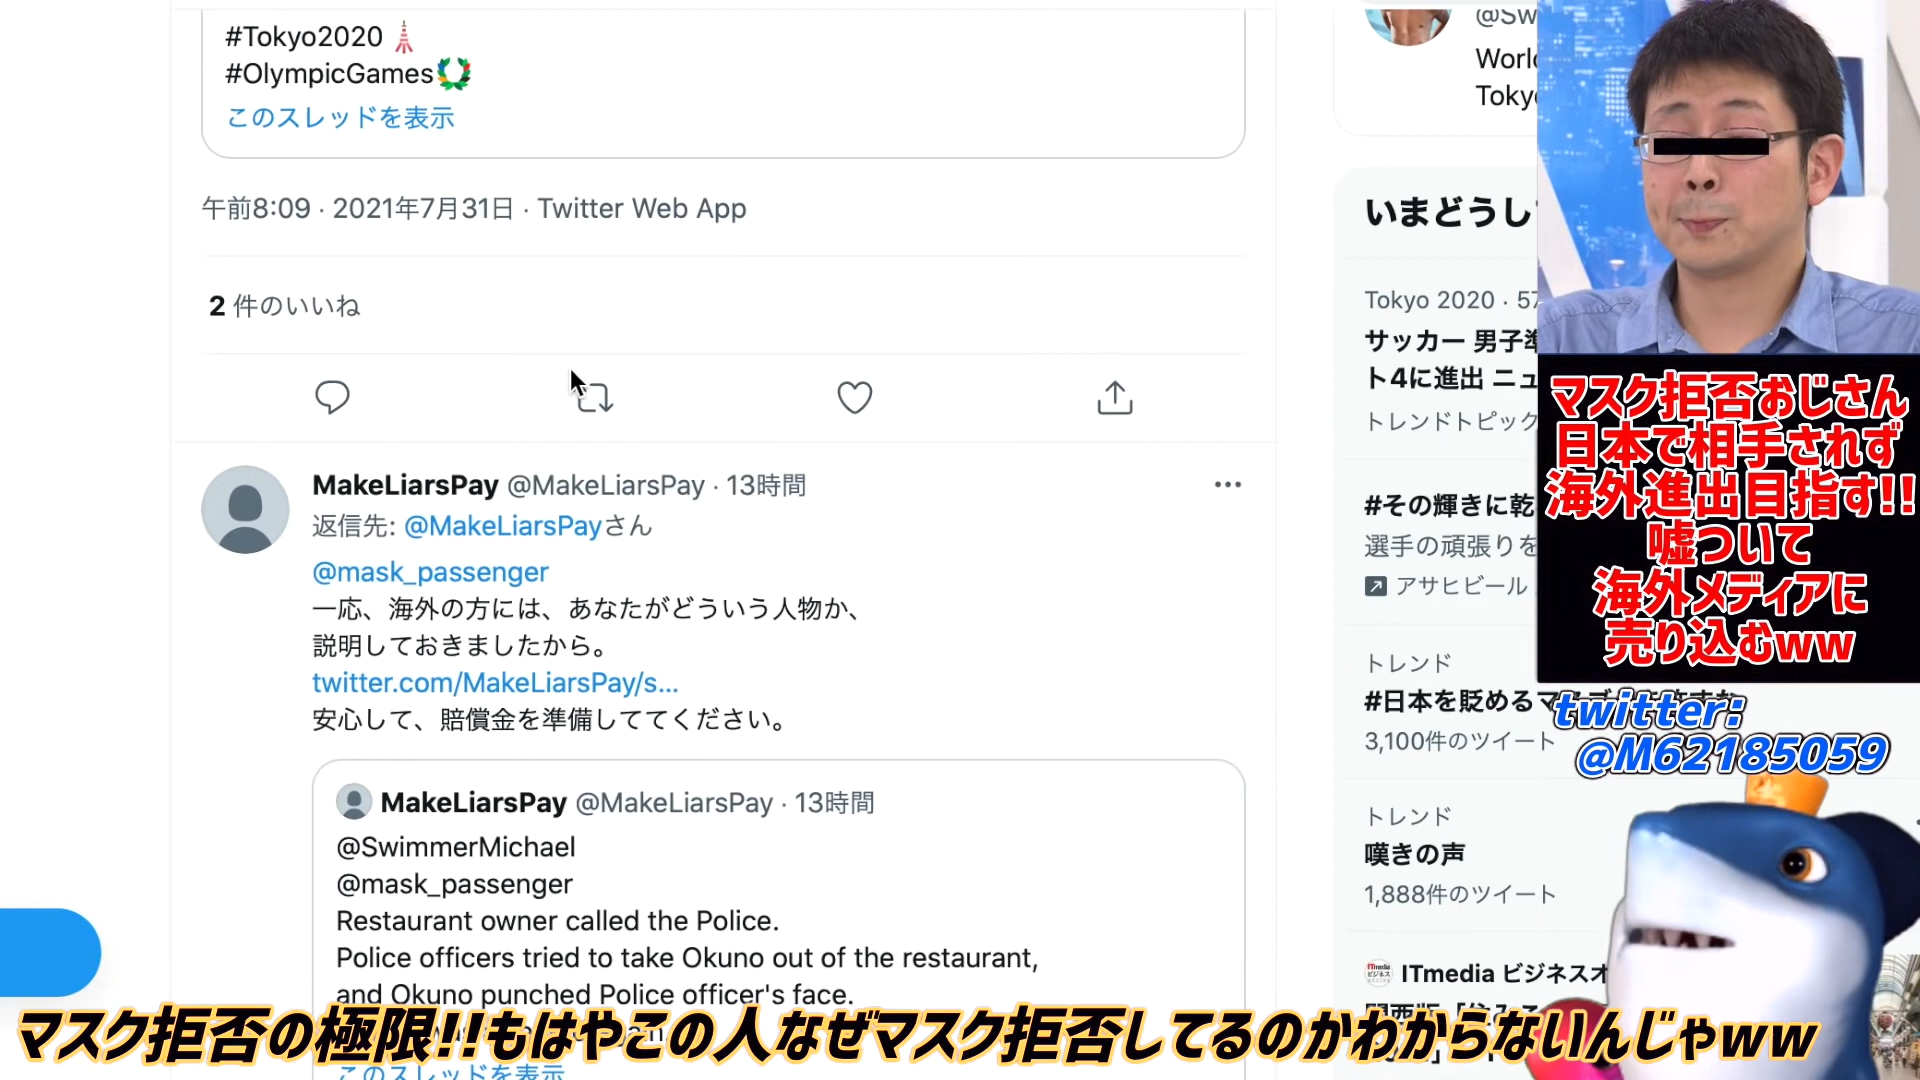 #Tokyo2020
#OlympicGames
このスレッドを表示
午前8:09 · 2021年7月31日 · Twitter Web App
2 件のいいね
MakeLiarsPay @MakeLiarsPay · 13時間
返信先: @MakeLiarsPayさん
@mask_passenger
一応、海外の方には、あなたがどういう人物か、
説明しておきましたから。
twitter.com/MakeLiarsPay/s...
安心して、賠償金を準備しててください。
MakeLiarsPay @MakeLiarsPay · 13時間
@SwimmerMichael
@mask_passenger
Restaurant owner called the Police.
Police officers tried to take Okuno out of the restaurant,
and Okuno punched Police officer's face.
このスレッドを表示
@Sw
World
Tokyo
いまどうし
Tokyo 2020 · 57
サッカー 男子準
ト4に進出 ニュ
トレンドトピック
#その輝きに乾
選手の頑張りを
アサヒビール
トレンド
#日本を貶めるマ
3,100件のツイート
トレンド
嘆きの声
1,888件のツイート
ITmedia ビジネスオ
マスク拒否おじさん
日本で相手されず
海外進出目指す!!
嘘ついて
海外メディアに
売り込むww
twitter:
@M62185059
マスク拒否の極限!!もはやこの人なぜマスク拒否してるのかわからないんじゃww